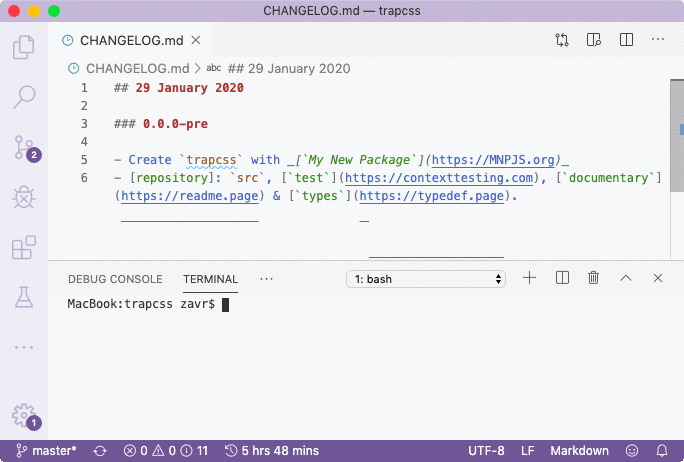 CHANGELOG.md — trapcss
CHANGELOG.md
CHANGELOG.md > abc ## 29 January 2020
1 ## 29 January 2020
2
3 ### 0.0.0-pre
4
5 - Create `trapcss` with _[`My New Package`](https://MNPJS.org)_
6 - [repository]: `src`, [`test`](https://contexttesting.com), [`documentary`]
(https://readme.page) & [`types`](https://typedef.page).
2
DEBUG CONSOLE TERMINAL ··· 1: bash
MacBook:trapcss zavr$
1
master* 0 0 11 5 hrs 48 mins UTF-8 LF Markdown